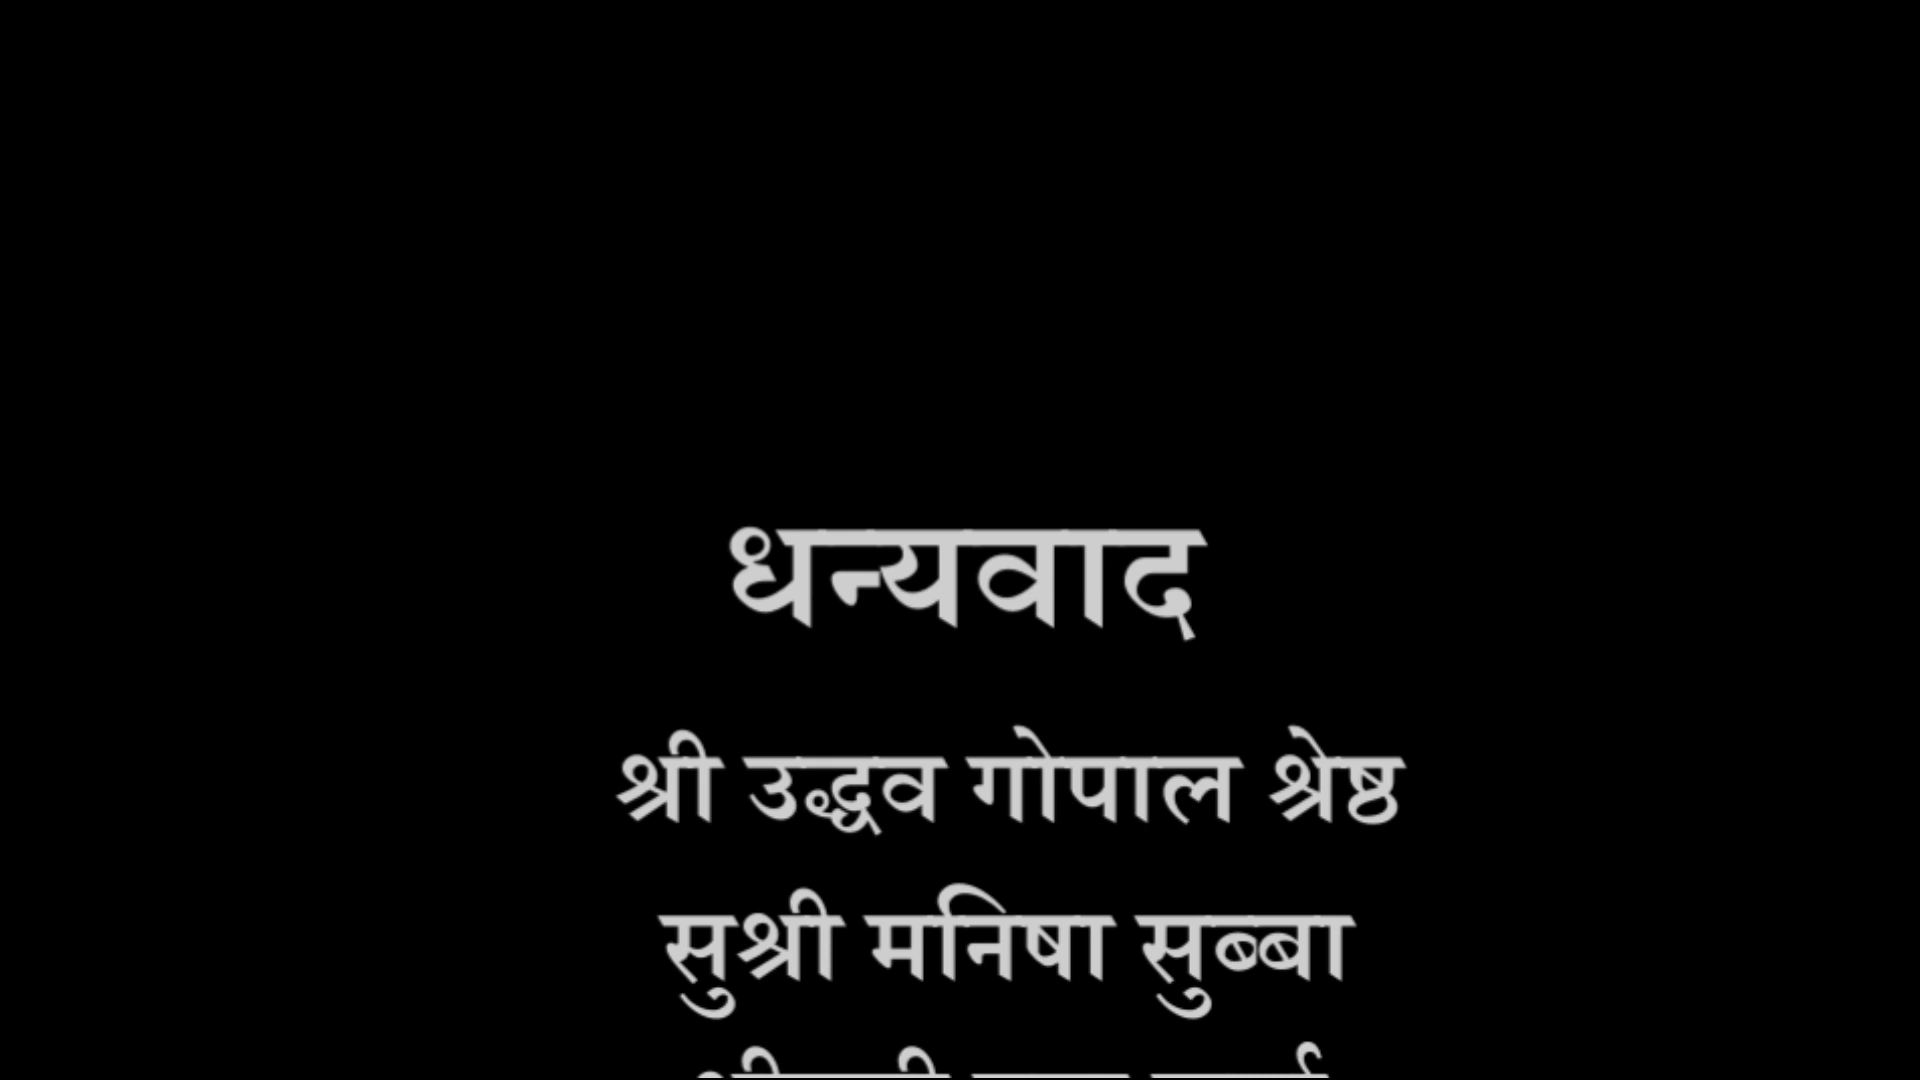 धन्यवाद
श्री उद्धव गोपाल श्रेष्ठ
सुश्री मनिषा सुब्बा